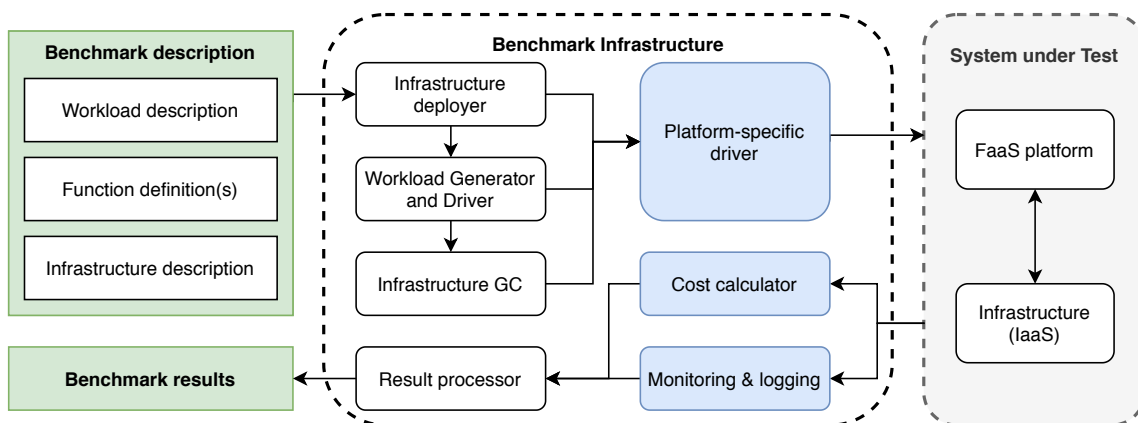 Benchmark description
Workload description
Function definition(s)
Infrastructure description
Benchmark results
Benchmark Infrastructure
Infrastructure
deployer
Workload Generator
and Driver
Infrastructure GC
Result processor
Platform-specific
driver
Cost calculator
Monitoring & logging
System under Test
FaaS platform
Infrastructure
(IaaS)